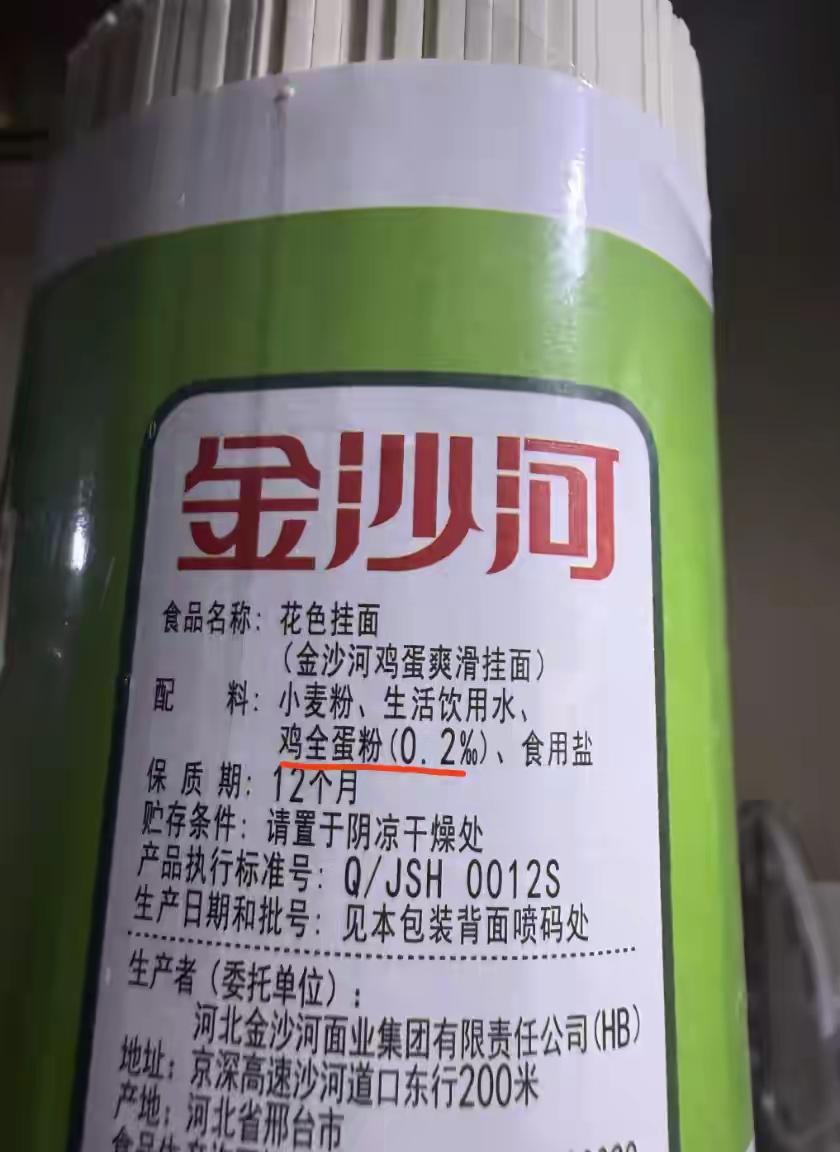 金沙河
食品名称：花色挂面
（金沙河鸡蛋爽滑挂面）
配 料：小麦粉、生活饮用水、
鸡全蛋粉(0.2‰)、食用盐
保质期：12个月
贮存条件：请置于阴凉干燥处
产品执行标准号：Q/JSH 0012S
生产日期和批号：见本包装背面喷码处
生产者（委托单位）：
河北金沙河面业集团有限责任公司(HB)
地址：京深高速沙河道口东行200米
产地：河北省邢台市